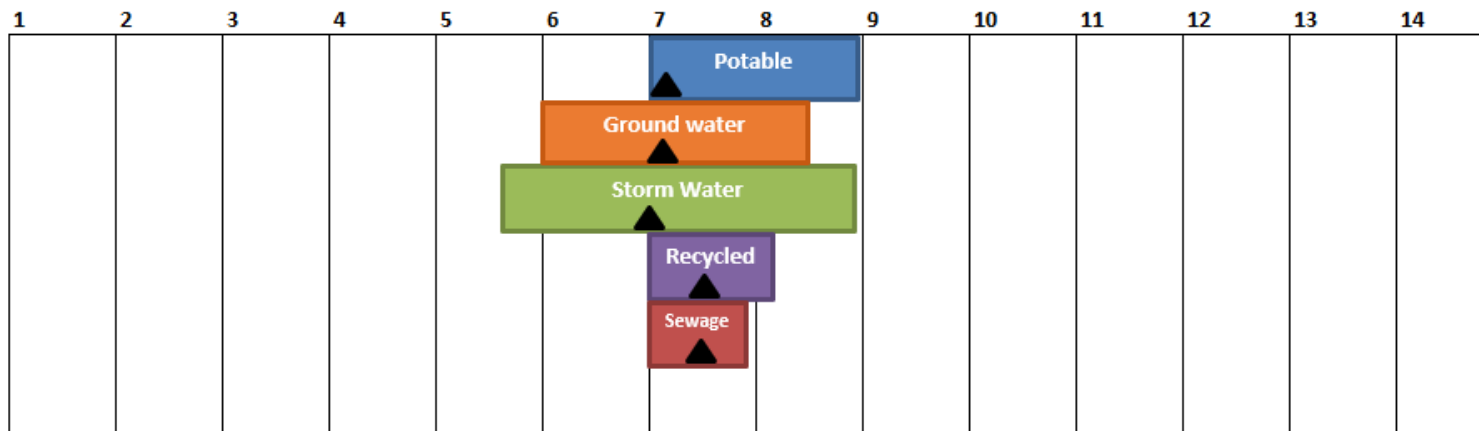 1 2 3 4 5 6 7 8 9 10 11 12 13 14
Potable
Ground water
Storm Water
Recycled
Sewage